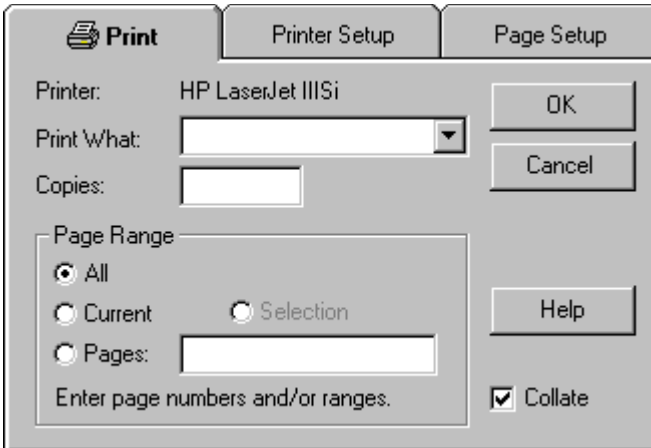 Print Printer Setup Page Setup
Printer: HP LaserJet IIISi
OK
Print What:
Cancel
Copies:
Page Range
All
Current Selection
Help
Pages:
Enter page numbers and/or ranges. Collate